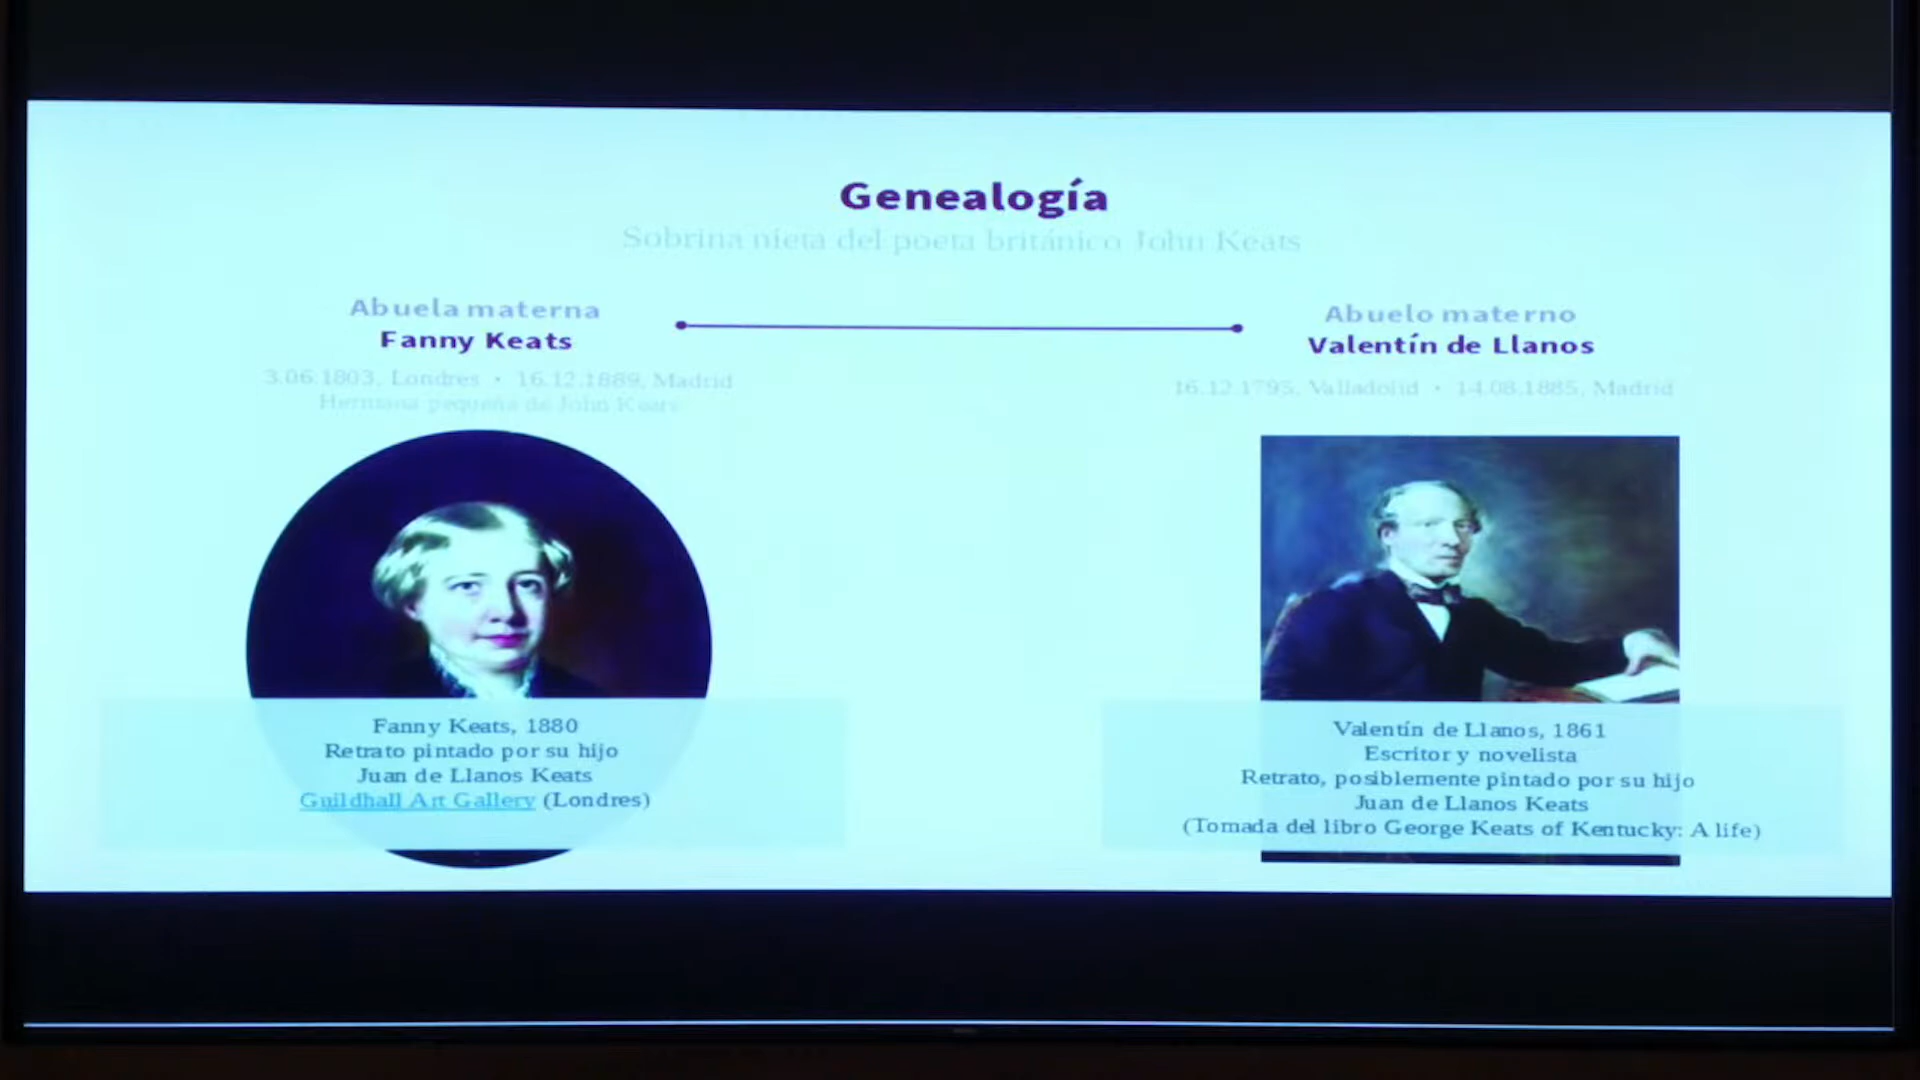 Genealogía
Sobrina nieta del poeta británico John Keats
Abuela materna
Fanny Keats
3.06.1803, Londres • 16.12.1889, Madrid
Hermana pequeña de John Keats
Abuelo materno
Valentín de Llanos
16.12.1795, Valladolid • 14.08.1885, Madrid
Fanny Keats, 1880
Retrato pintado por su hijo
Juan de Llanos Keats
Guildhall Art Gallery (Londres)
Valentín de Llanos, 1861
Escritor y novelista
Retrato, posiblemente pintado por su hijo
Juan de Llanos Keats
(Tomada del libro George Keats of Kentucky: A life)